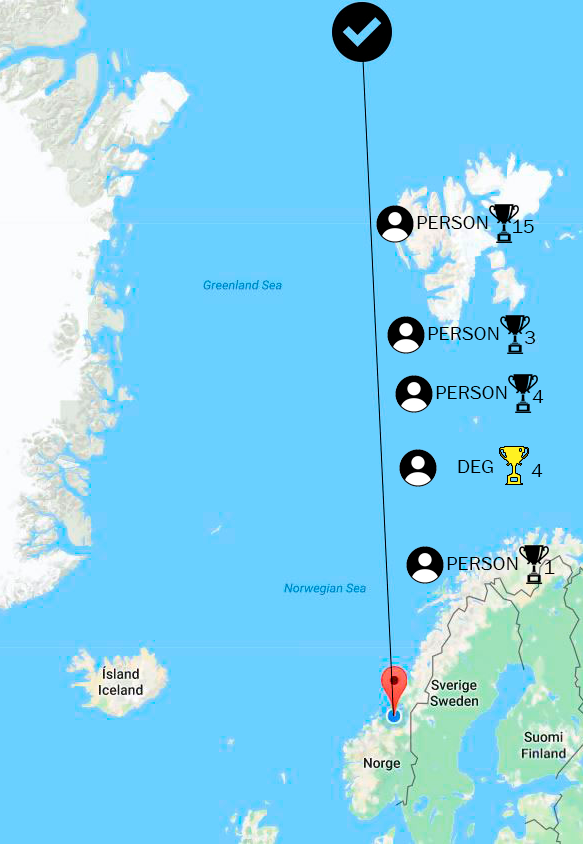 PERSON 15
Greenland Sea
PERSON 3
PERSON 4
DEG 4
PERSON 1
Norwegian Sea
Ísland
Iceland
Sverige
Sweden
Suomi
Finland
Norge